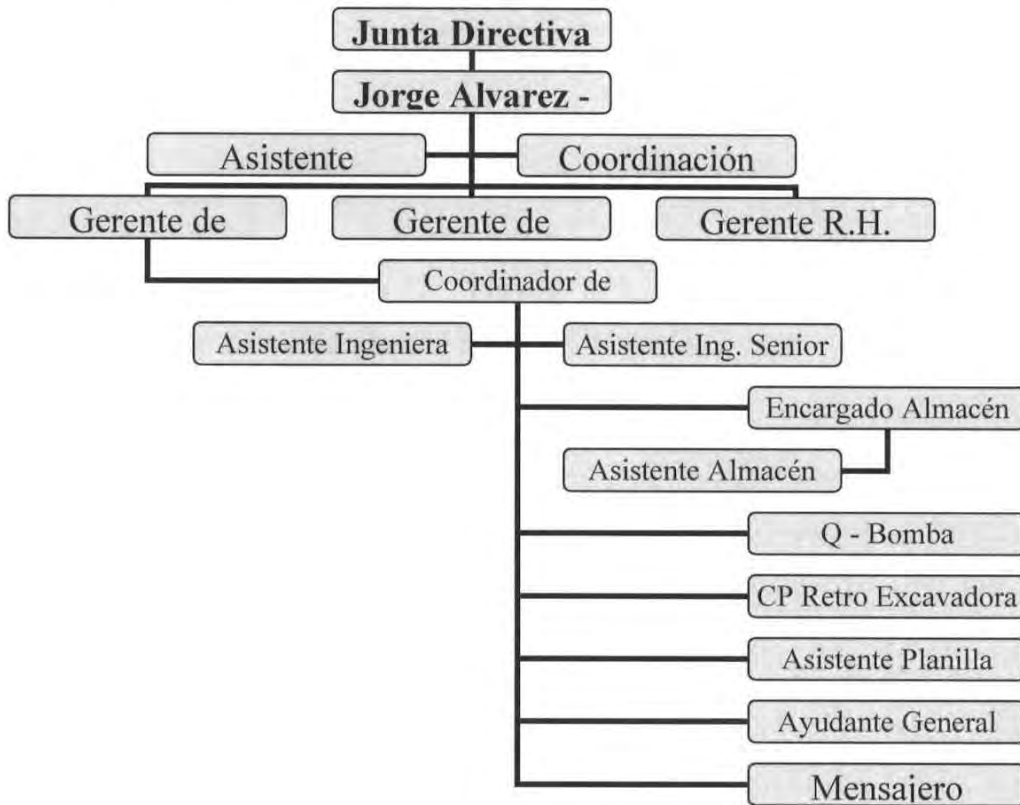 Junta Directiva
Jorge Alvarez -
Asistente
Coordinación
Gerente de
Gerente de
Gerente R.H.
Coordinador de
Asistente Ingeniera
Asistente Ing. Senior
Encargado Almacén
Asistente Almacén
Q - Bomba
CP Retro Excavadora
Asistente Planilla
Ayudante General
Mensajero